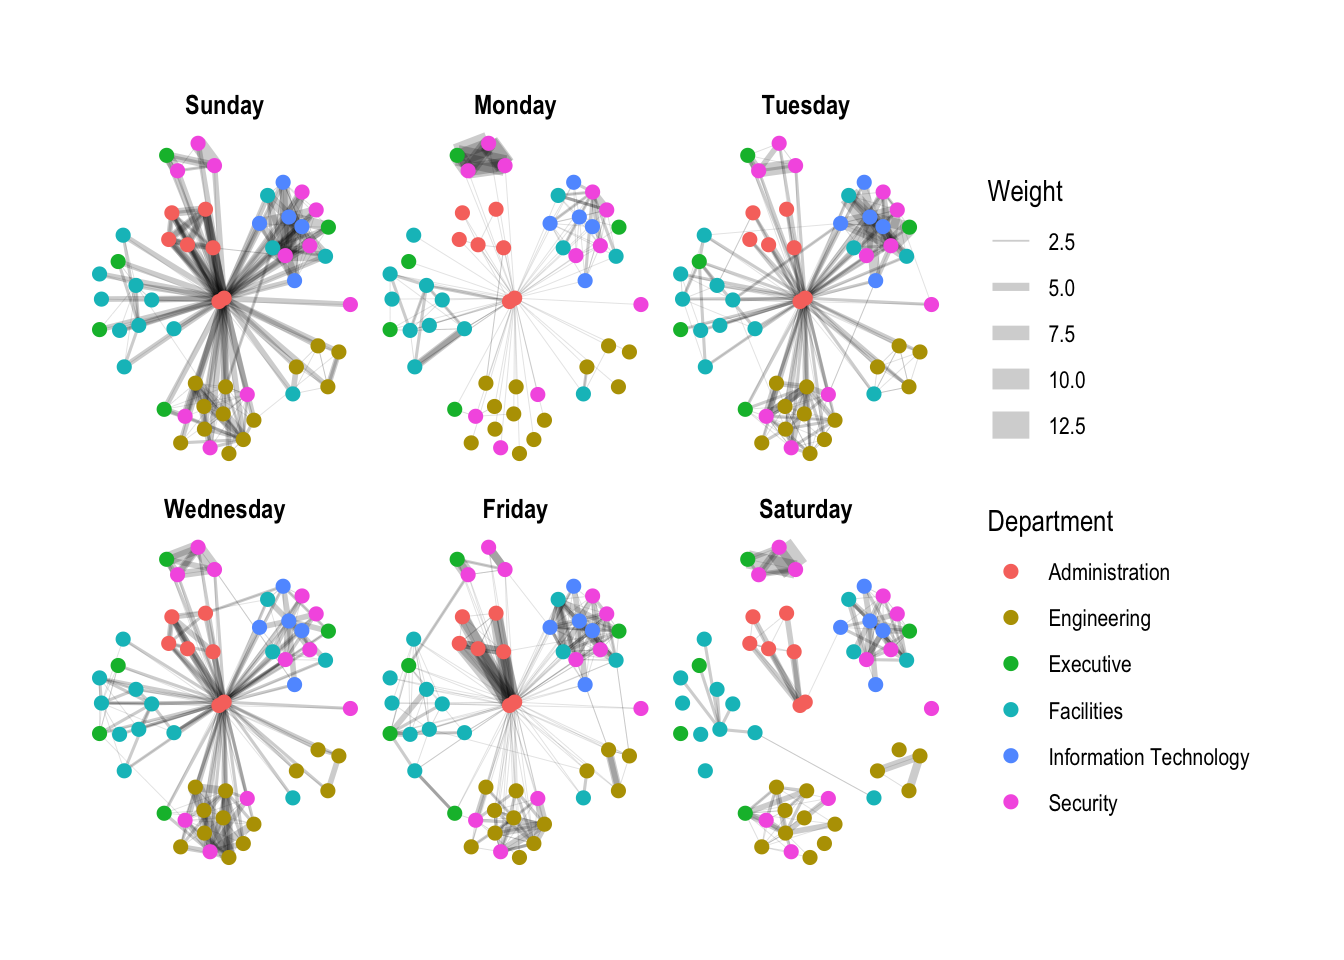 Sunday
Monday
Tuesday
Wednesday
Friday
Saturday
Weight
2.5
5.0
7.5
10.0
12.5
Department
Administration
Engineering
Executive
Facilities
Information Technology
Security